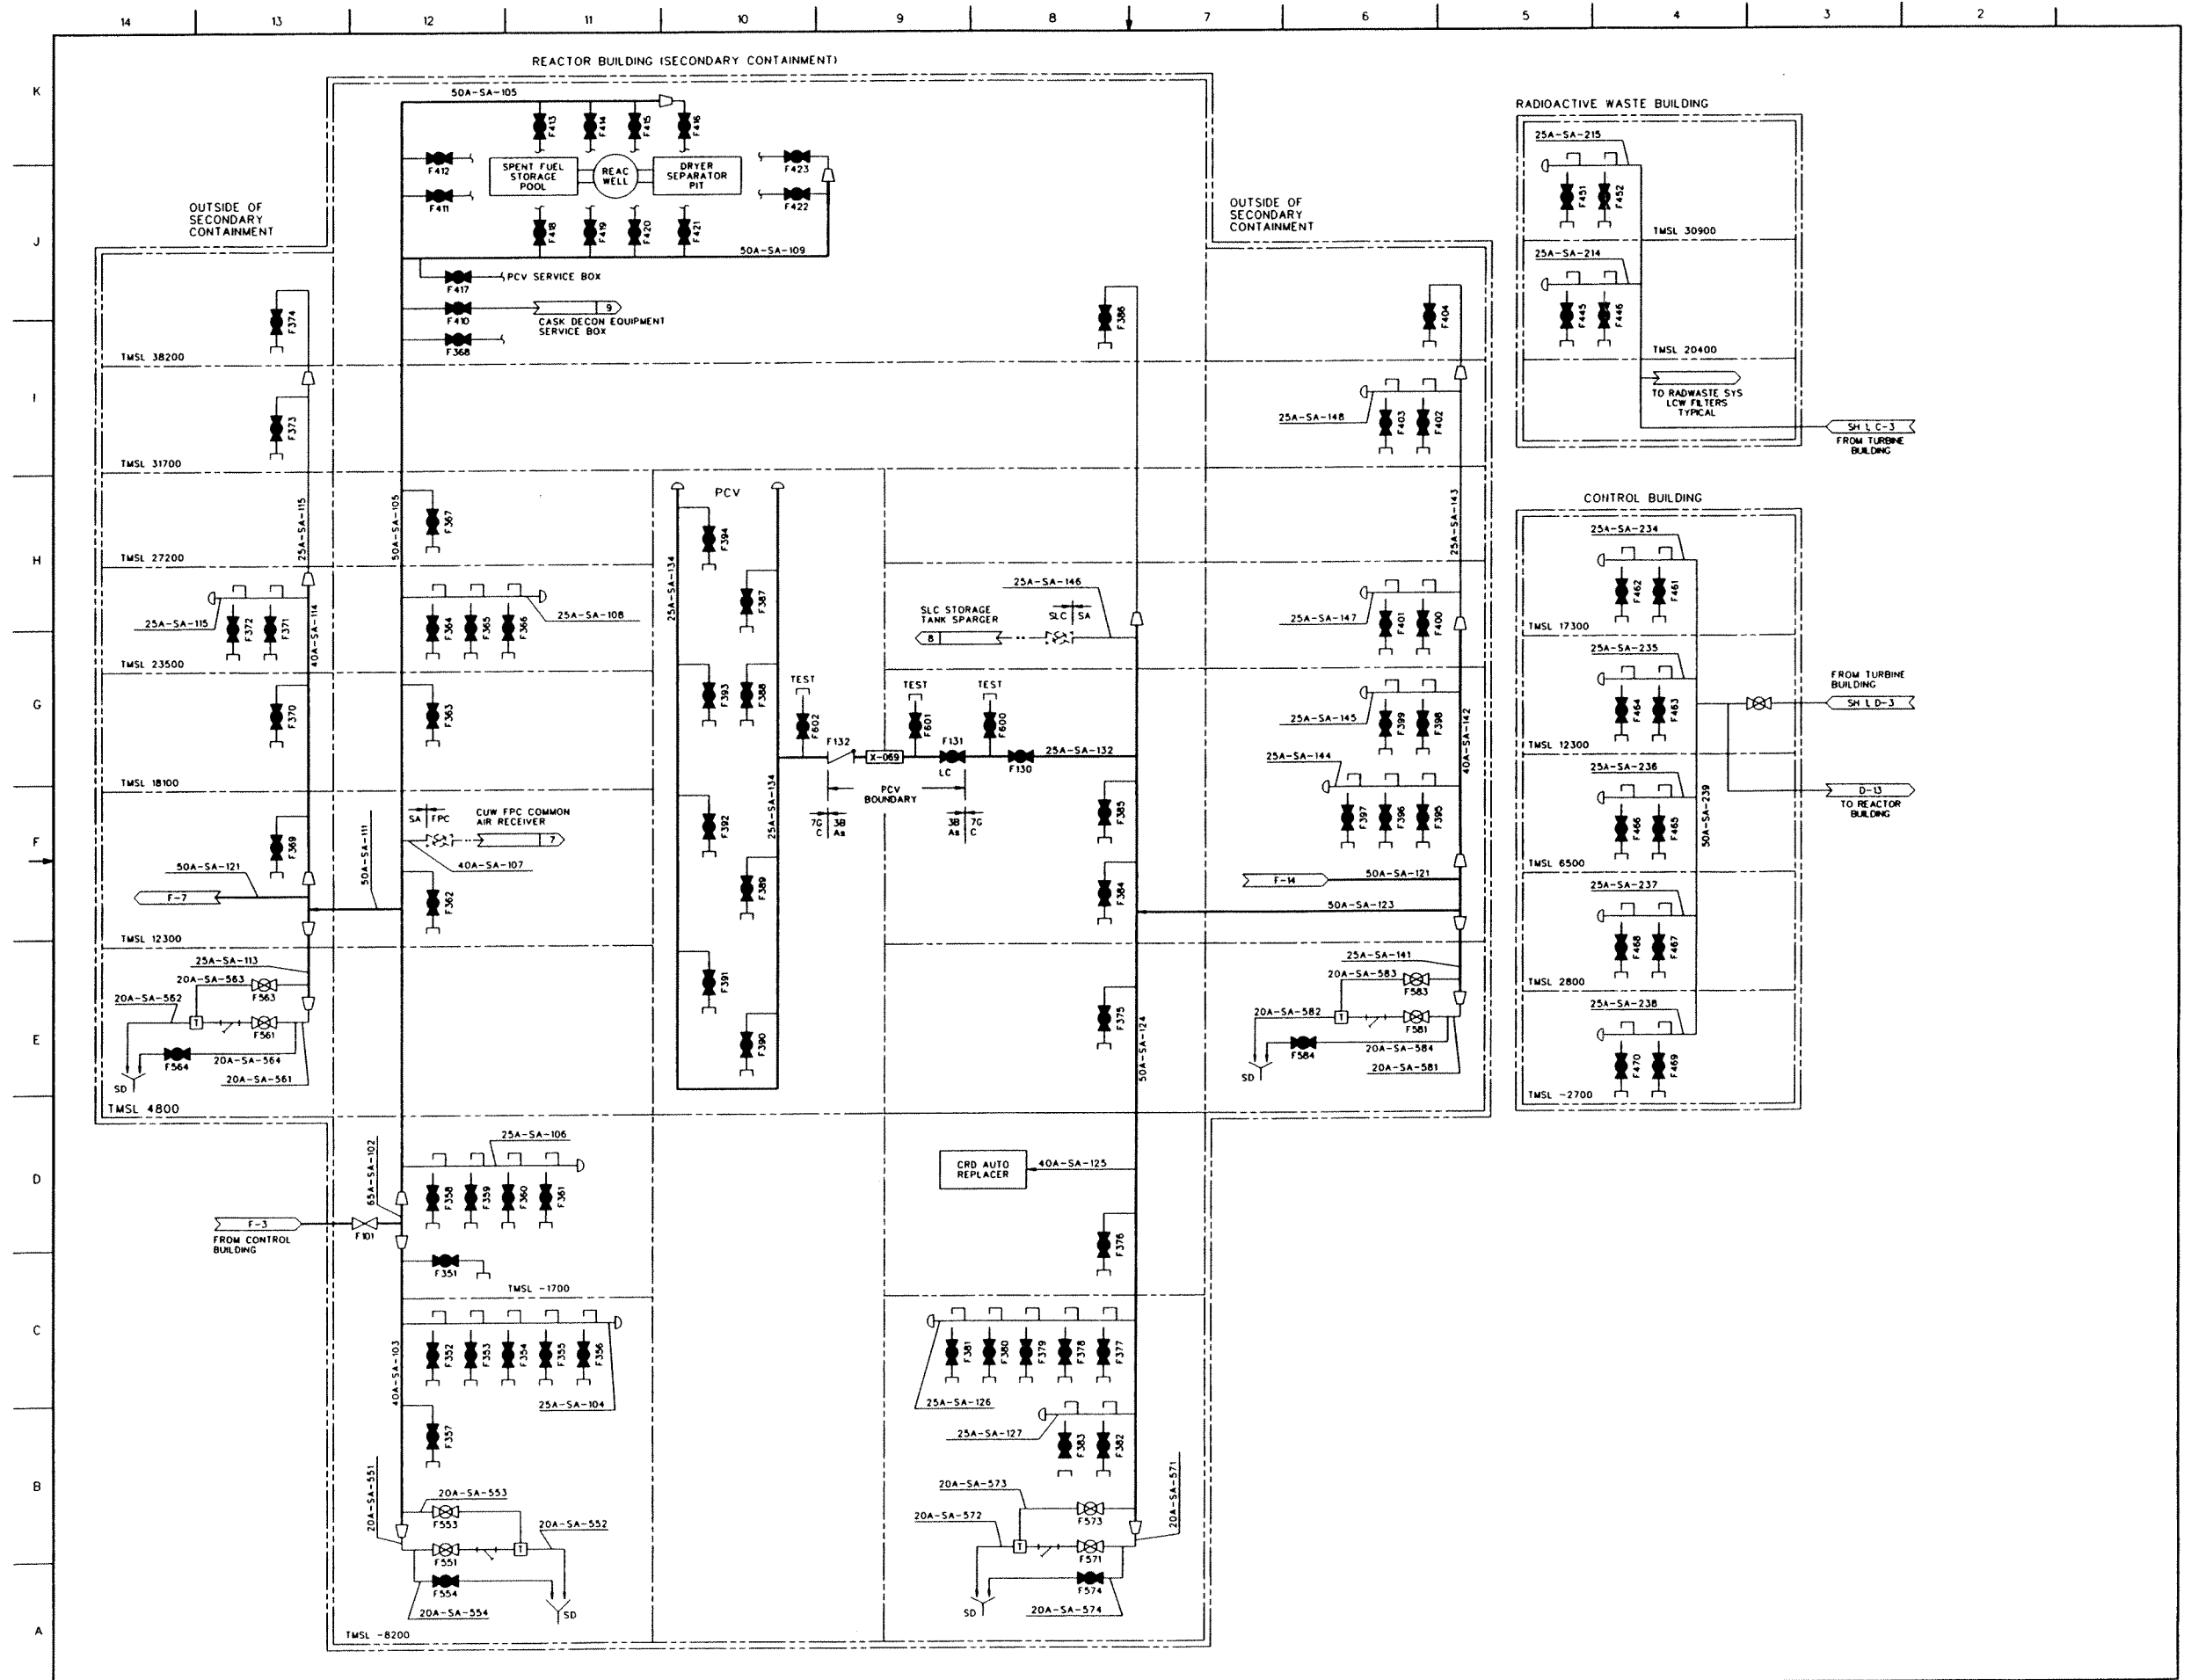 14 13 12 11 10 9 8 7 6 5 4 3 2
K
J
I
H
G
F
E
D
C
B
A
REACTOR BUILDING (SECONDARY CONTAINMENT)
50A-SA-105
F413
F414
F415
F416
F412
F411
SPENT FUEL
STORAGE
POOL
REAC
WELL
DRYER
SEPARATOR
PIT
F423
F422
F418
F419
F420
F421
50A-SA-109
F417
PCV SERVICE BOX
F410
9
CASK DECON EQUIPMENT
SERVICE BOX
F368
OUTSIDE OF
SECONDARY
CONTAINMENT
F374
TMSL 38200
F373
TMSL 31700
25A-SA-115
TMSL 27200
25A-SA-115
F372
F371
40A-SA-114
TMSL 23500
F370
TMSL 18100
F369
50A-SA-121
F-7
TMSL 12300
25A-SA-113
20A-SA-563
F563
20A-SA-562
T
F561
F564
20A-SA-564
20A-SA-561
SD
TMSL 4800
50A-SA-105
F367
F364
F365
F366
25A-SA-108
F363
SA
FPC
CUW FPC COMMON
AIR RECEIVER
7
40A-SA-107
50A-SA-111
F362
25A-SA-106
65A-SA-102
F358
F359
F360
F361
F-3
FROM CONTROL
BUILDING
F101
F351
TMSL -1700
40A-SA-103
F352
F353
F354
F355
F356
25A-SA-104
F357
20A-SA-551
20A-SA-553
F553
20A-SA-552
T
F551
F554
20A-SA-554
SD
TMSL -8200
PCV
25A-SA-134
F394
F387
F393
F388
F392
25A-SA-134
F389
F391
F390
TEST
F602
F132
X-069
TEST
F601
F131
LC
TEST
F600
F130
25A-SA-132
PCV
BOUNDARY
7G
C
3B
As
3B
As
7G
C
F386
25A-SA-146
SLC STORAGE
TANK SPARGER
SLC
SA
8
F385
F384
F375
50A-SA-124
CRD AUTO
REPLACER
40A-SA-125
F376
F381
F380
F379
F378
F377
25A-SA-126
25A-SA-127
F383
F382
20A-SA-573
F573
20A-SA-572
20A-SA-571
T
F571
F574
20A-SA-574
SD
OUTSIDE OF
SECONDARY
CONTAINMENT
F404
25A-SA-148
F403
F402
25A-SA-143
25A-SA-147
F401
F400
25A-SA-145
F399
F398
40A-SA-142
25A-SA-144
F397
F396
F395
F-14
50A-SA-121
50A-SA-123
25A-SA-141
20A-SA-583
F583
20A-SA-582
T
F581
F584
20A-SA-584
20A-SA-581
SD
RADIOACTIVE WASTE BUILDING
25A-SA-215
F451
F452
TMSL 30900
25A-SA-214
F445
F446
TMSL 20400
TO RADWASTE SYS
LCW FILTERS
TYPICAL
SH 1, C-3
FROM TURBINE
BUILDING
CONTROL BUILDING
25A-SA-234
F462
F461
TMSL 17300
25A-SA-235
F464
F463
FROM TURBINE
BUILDING
SH 1, D-3
TMSL 12300
25A-SA-236
D-13
TO REACTOR
BUILDING
F466
F465
50A-SA-239
TMSL 6500
25A-SA-237
F468
F467
TMSL 2800
25A-SA-238
F470
F469
TMSL -2700